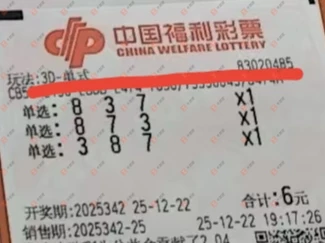 中国福利彩票
CHINA WELFARE LOTTERY
玩法:3D-单式 83020485
单选: 8 3 7 x1
单选: 8 7 3 x1
单选: 3 8 7 x1
合计:6元
开奖期:2025342 25-12-22
销售期:2025342-25 25-12-22 19:17:26